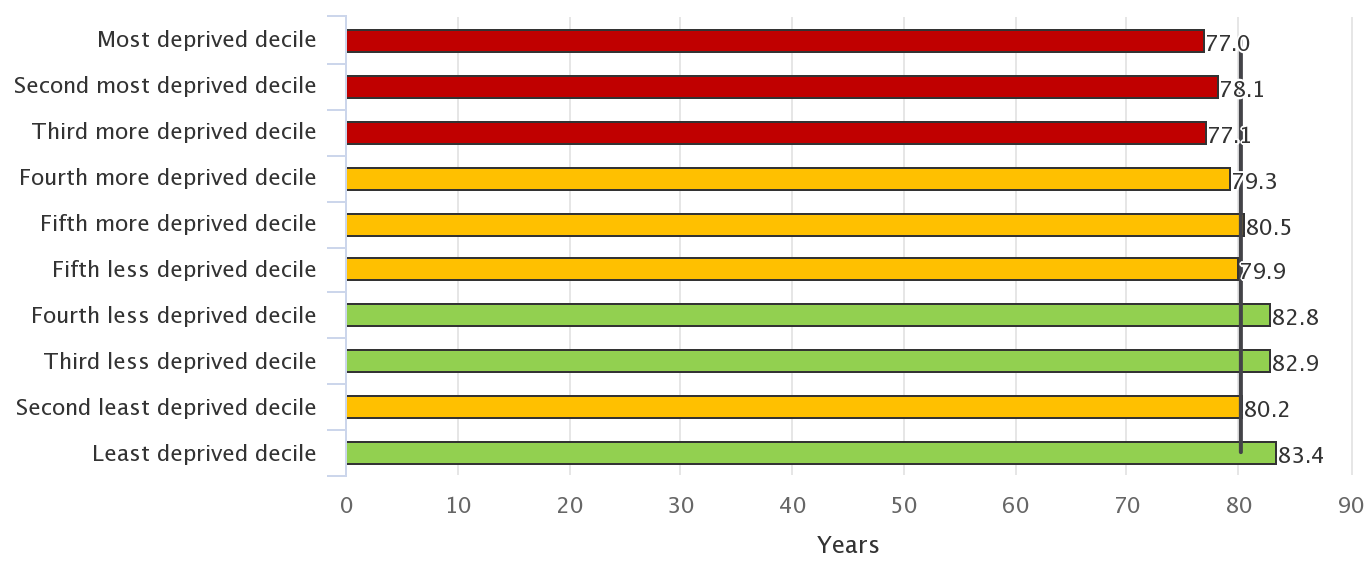 Most deprived decile 77.0
Second most deprived decile 78.1
Third more deprived decile 77.1
Fourth more deprived decile 79.3
Fifth more deprived decile 80.5
Fifth less deprived decile 79.9
Fourth less deprived decile 82.8
Third less deprived decile 82.9
Second least deprived decile 80.2
Least deprived decile 83.4
0 10 20 30 40 50 60 70 80 90
Years